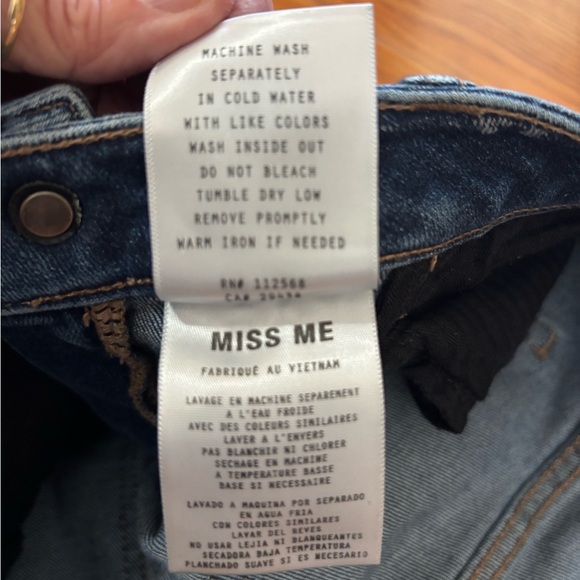 MACHINE WASH
SEPARATELY
IN COLD WATER
WITH LIKE COLORS
WASH INSIDE OUT
DO NOT BLEACH
TUMBLE DRY LOW
REMOVE PROMPTLY
WARM IRON IF NEEDED
RN# 112568
CA#
MISS ME
FABRIQUÉ AU VIETNAM
LAVAGE EN MACHINE SEPAREMENT
A L'EAU FROIDE
AVEC DES COULEURS SIMILAIRES
LAVER A L'ENVERS
PAS BLANCHIR NI CHLORER
SECHAGE EN MACHINE
A TEMPERATURE BASSE
BASE SI NECESSAIRE
LAVADO A MAQUINA POR SEPARADO
EN AGUA FRIA
CON COLORES SIMILARES
LAVAR DEL REVES
NO USAR LEJIA NI BLANQUEANTES
SECADORA BAJA TEMPERATURA
PLANCHADO SUAVE SI ES NECESARIO